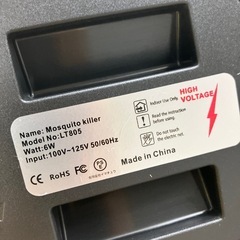 Name: Mosquito killer
Model No:LT805
Watt:6W
Input:100V~125V 50/60Hz
Indoor Use Only
Read the instruction
before using.
Do not touch
the electric net.
HIGH
VOLTAGE
CE RoHS FC PS
E
Made in China